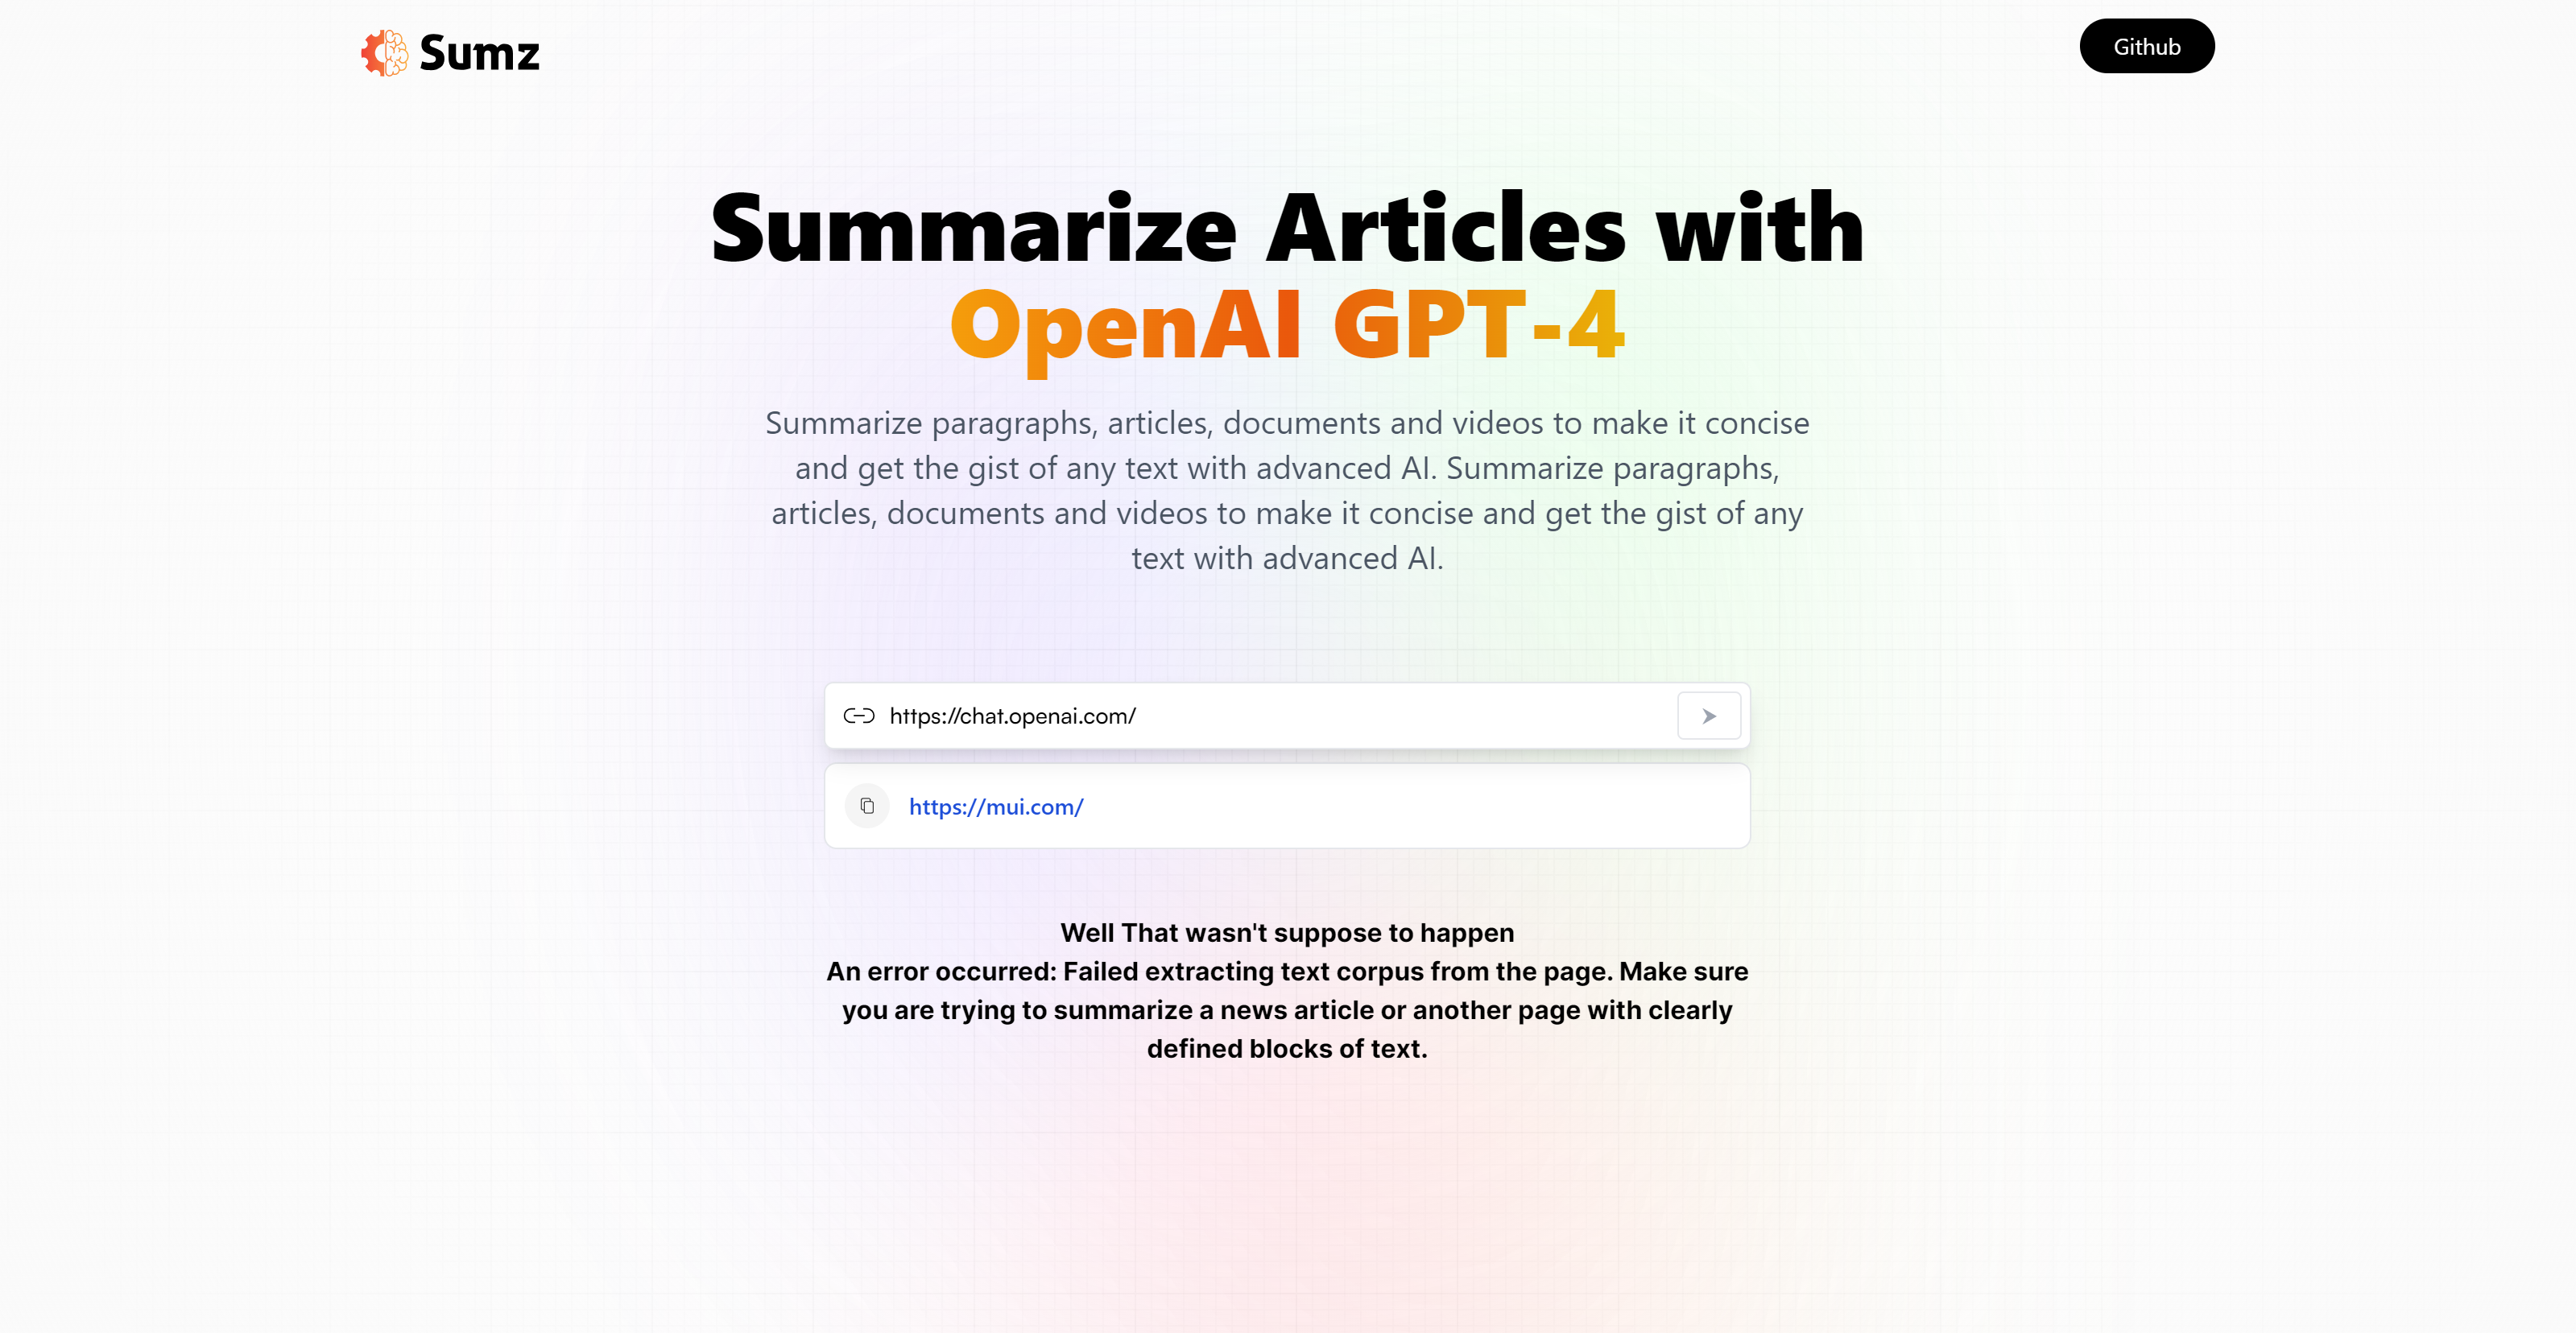 Sumz
Github
Summarize Articles with
OpenAI GPT-4
Summarize paragraphs, articles, documents and videos to make it concise
and get the gist of any text with advanced AI. Summarize paragraphs,
articles, documents and videos to make it concise and get the gist of any
text with advanced AI.
https://chat.openai.com/
https://mui.com/
Well That wasn't suppose to happen
An error occurred: Failed extracting text corpus from the page. Make sure
you are trying to summarize a news article or another page with clearly
defined blocks of text.